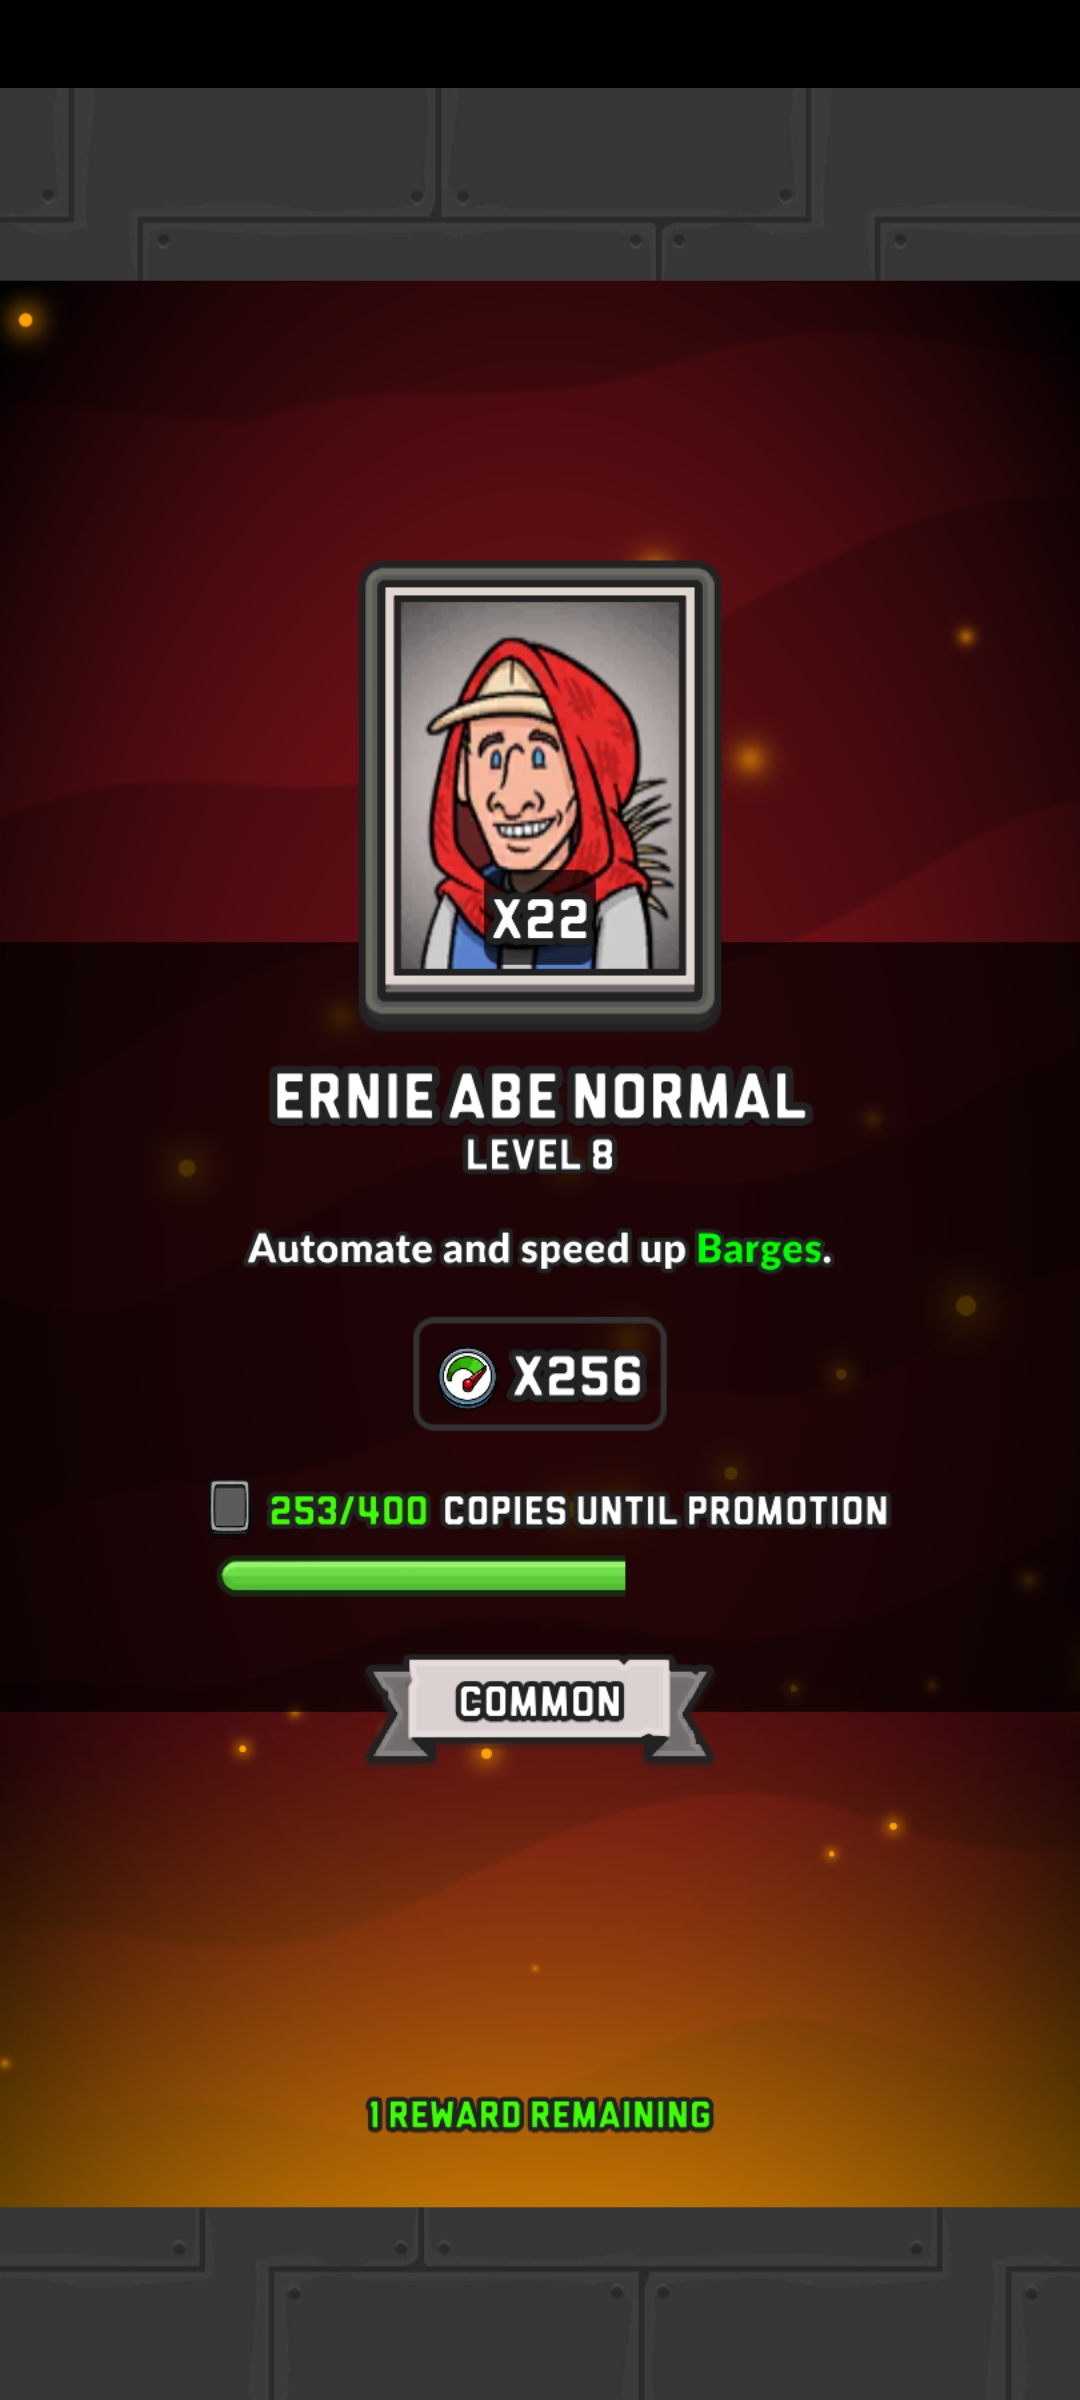 X22
ERNIE ABE NORMAL
LEVEL 8
Automate and speed up Barges.
X256
253/400 COPIES UNTIL PROMOTION
COMMON
1 REWARD REMAINING